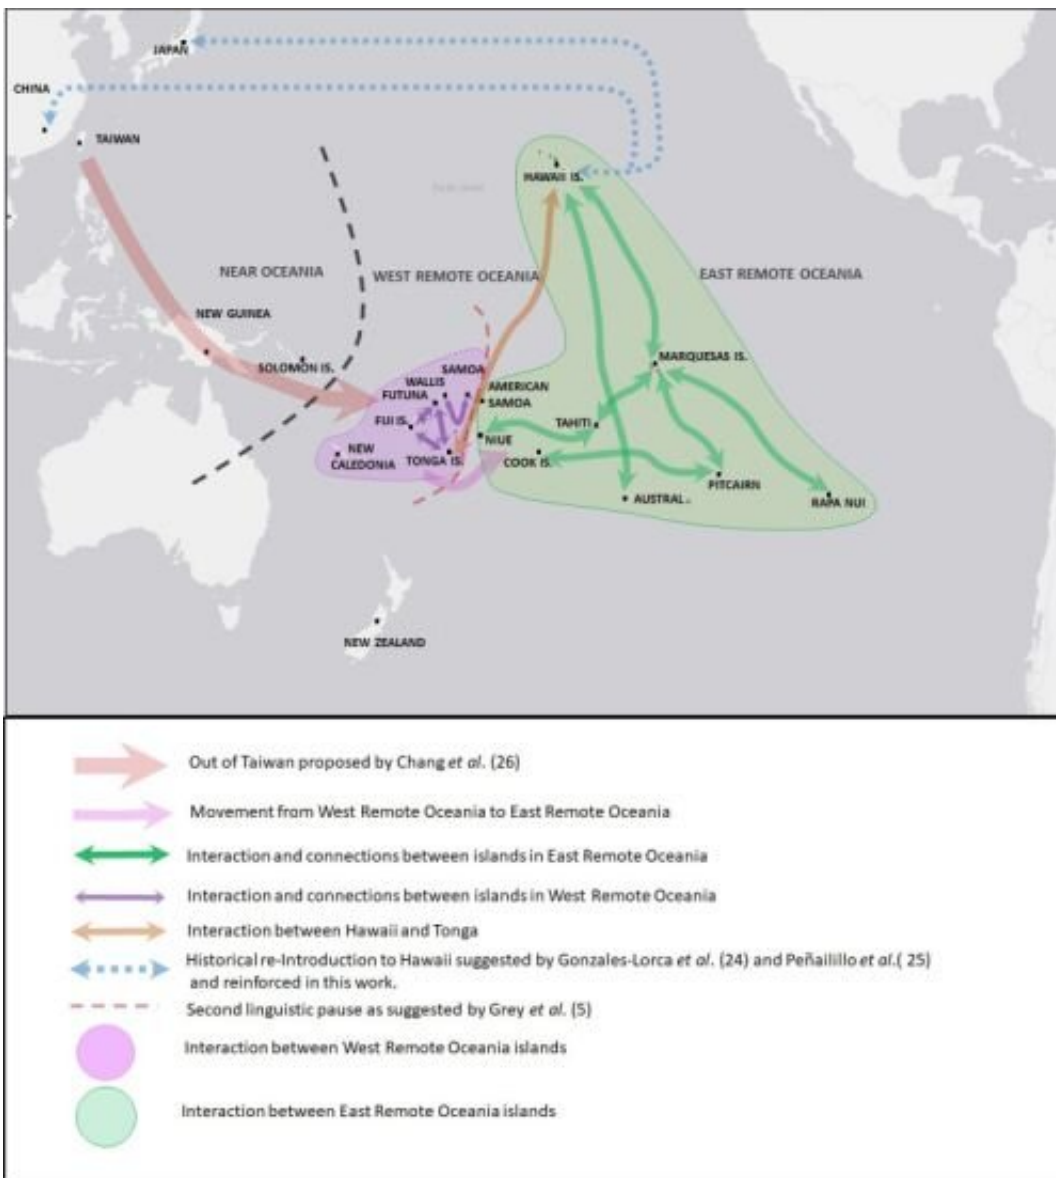 JAPAN
CHINA
TAIWAN
HAWAII IS.
NEAR OCEANIA
WEST REMOTE OCEANIA
EAST REMOTE OCEANIA
NEW GUINEA
SOLOMON IS.
MARQUESAS IS.
SAMOA
WALLIS
FUTUNA
AMERICAN
SAMOA
FIJI IS.
TAHITI
NIUE
NEW
CALEDONIA
TONGA IS.
COOK IS.
PITCAIRN
AUSTRAL
RAPA NUI
NEW ZEALAND
Out of Taiwan proposed by Chang et al. (26)
Movement from West Remote Oceania to East Remote Oceania
Interaction and connections between islands in East Remote Oceania
Interaction and connections between islands in West Remote Oceania
Interaction between Hawaii and Tonga
Historical re-Introduction to Hawaii suggested by Gonzales-Lorca et al. (24) and Peñailillo et al.( 25)
and reinforced in this work.
Second linguistic pause as suggested by Grey et al. (5)
Interaction between West Remote Oceania islands
Interaction between East Remote Oceania islands